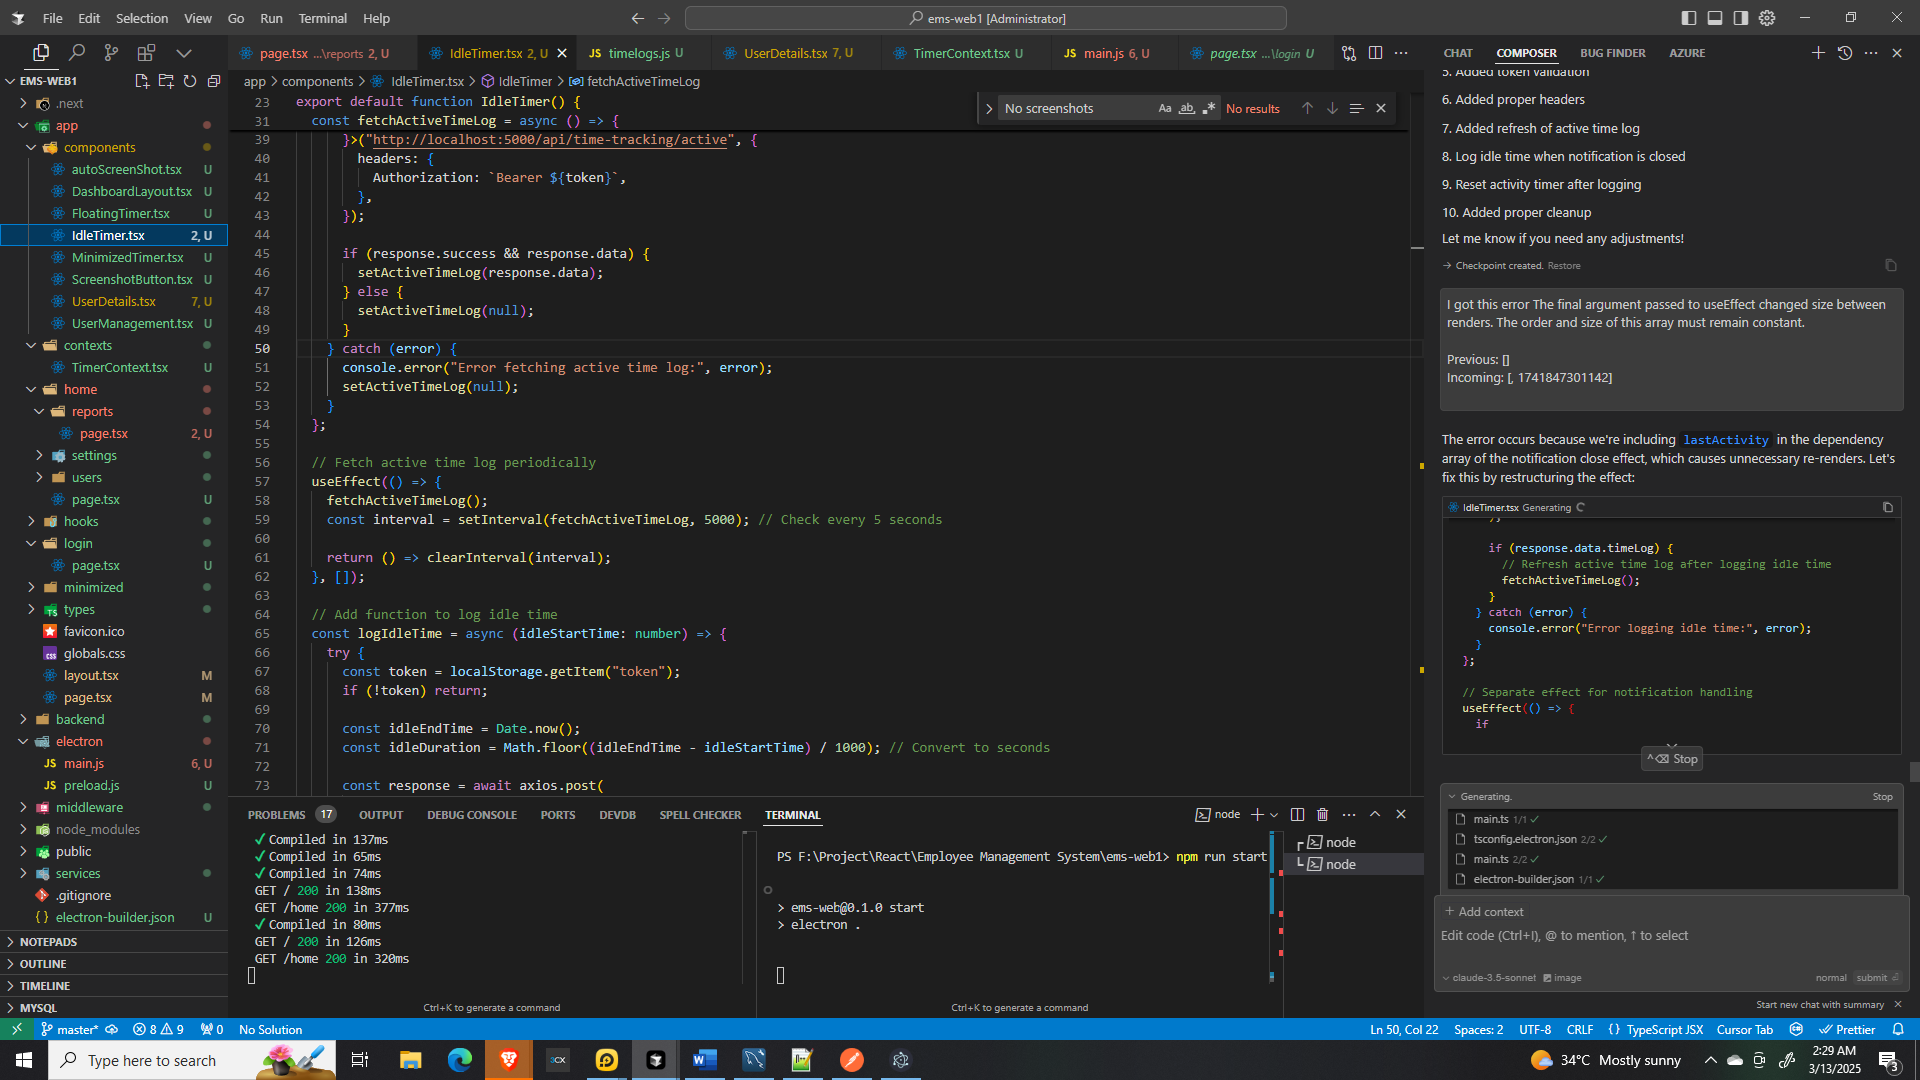 File Edit Selection View Go Run Terminal Help
ems-web1 [Administrator]
EMS-WEB1
.next
app
components
autoScreenShot.tsx U
DashboardLayout.tsx U
FloatingTimer.tsx U
IdleTimer.tsx 2, U
MinimizedTimer.tsx U
ScreenshotButton.tsx U
UserDetails.tsx 7, U
UserManagement.tsx U
contexts
TimerContext.tsx U
home
reports
page.tsx 2, U
settings
users
page.tsx U
hooks
login
page.tsx U
minimized
types
favicon.ico
globals.css
layout.tsx M
page.tsx M
backend
electron
main.js 6, U
preload.js U
middleware
node_modules
public
services
.gitignore
electron-builder.json U
NOTEPADS
OUTLINE
TIMELINE
MYSQL
page.tsx ...\reports 2, U
IdleTimer.tsx 2, U
timelogs.js U
UserDetails.tsx 7, U
TimerContext.tsx U
main.js 6, U
page.tsx ...\login U
app > components > IdleTimer.tsx > IdleTimer > fetchActiveTimeLog
No screenshots
Aa ab No results
23 export default function IdleTimer() {
31 const fetchActiveTimeLog = async () => {
39 }>("http://localhost:5000/api/time-tracking/active", {
40 headers: {
41 Authorization: `Bearer ${token}`,
42 },
43 });
44
45 if (response.success && response.data) {
46 setActiveTimeLog(response.data);
47 } else {
48 setActiveTimeLog(null);
49 }
50 } catch (error) {
51 console.error("Error fetching active time log:", error);
52 setActiveTimeLog(null);
53 }
54 };
55
56 // Fetch active time log periodically
57 useEffect(() => {
58 fetchActiveTimeLog();
59 const interval = setInterval(fetchActiveTimeLog, 5000); // Check every 5 seconds
60
61 return () => clearInterval(interval);
62 }, []);
63
64 // Add function to log idle time
65 const logIdleTime = async (idleStartTime: number) => {
66 try {
67 const token = localStorage.getItem("token");
68 if (!token) return;
69
70 const idleEndTime = Date.now();
71 const idleDuration = Math.floor((idleEndTime - idleStartTime) / 1000); // Convert to seconds
72
73 const response = await axios.post(
PROBLEMS 17 OUTPUT DEBUG CONSOLE PORTS DEVDB SPELL CHECKER TERMINAL
node
✓ Compiled in 137ms
✓ Compiled in 65ms
✓ Compiled in 74ms
GET / 200 in 138ms
GET /home 200 in 377ms
✓ Compiled in 80ms
GET / 200 in 126ms
GET /home 200 in 320ms
Ctrl+K to generate a command
PS F:\Project\React\Employee Management System\ems-web1> npm run start
> ems-web@0.1.0 start
> electron .
Ctrl+K to generate a command
node
node
CHAT COMPOSER BUG FINDER AZURE
5. Added token validation
6. Added proper headers
7. Added refresh of active time log
8. Log idle time when notification is closed
9. Reset activity timer after logging
10. Added proper cleanup
Let me know if you need any adjustments!
Checkpoint created. Restore
I got this error The final argument passed to useEffect changed size between
renders. The order and size of this array must remain constant.
Previous: []
Incoming: [, 1741847301142]
The error occurs because we're including lastActivity in the dependency
array of the notification close effect, which causes unnecessary re-renders. Let's
fix this by restructuring the effect:
IdleTimer.tsx Generating
);
if (response.data.timeLog) {
// Refresh active time log after logging idle time
fetchActiveTimeLog();
}
} catch (error) {
console.error("Error logging idle time:", error);
}
};
// Separate effect for notification handling
useEffect(() => {
if
Stop
Generating. Stop
main.ts 1/1
tsconfig.electron.json 2/2
main.ts 2/2
electron-builder.json 1/1
+ Add context
Edit code (Ctrl+I), @ to mention, ↑ to select
claude-3.5-sonnet image normal submit
Start new chat with summary
master* 8 9 0 No Solution
Ln 50, Col 22 Spaces: 2 UTF-8 CRLF {} TypeScript JSX Cursor Tab Prettier
Type here to search
34°C Mostly sunny
2:29 AM
3/13/2025
3